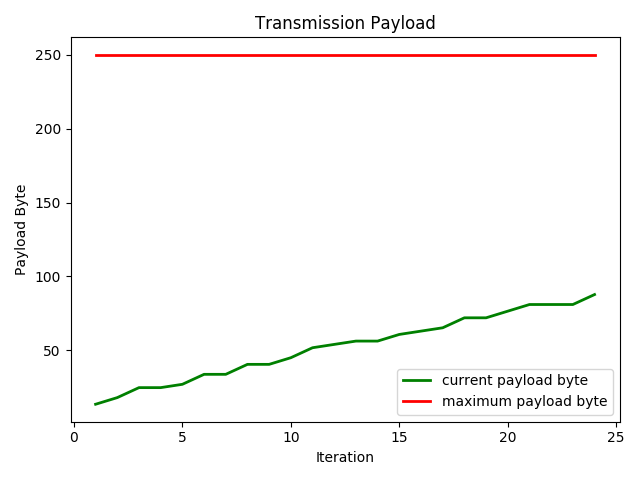 Transmission Payload
250
200
150
100
50
Payload Byte
0
5
10
15
20
25
Iteration
current payload byte
maximum payload byte